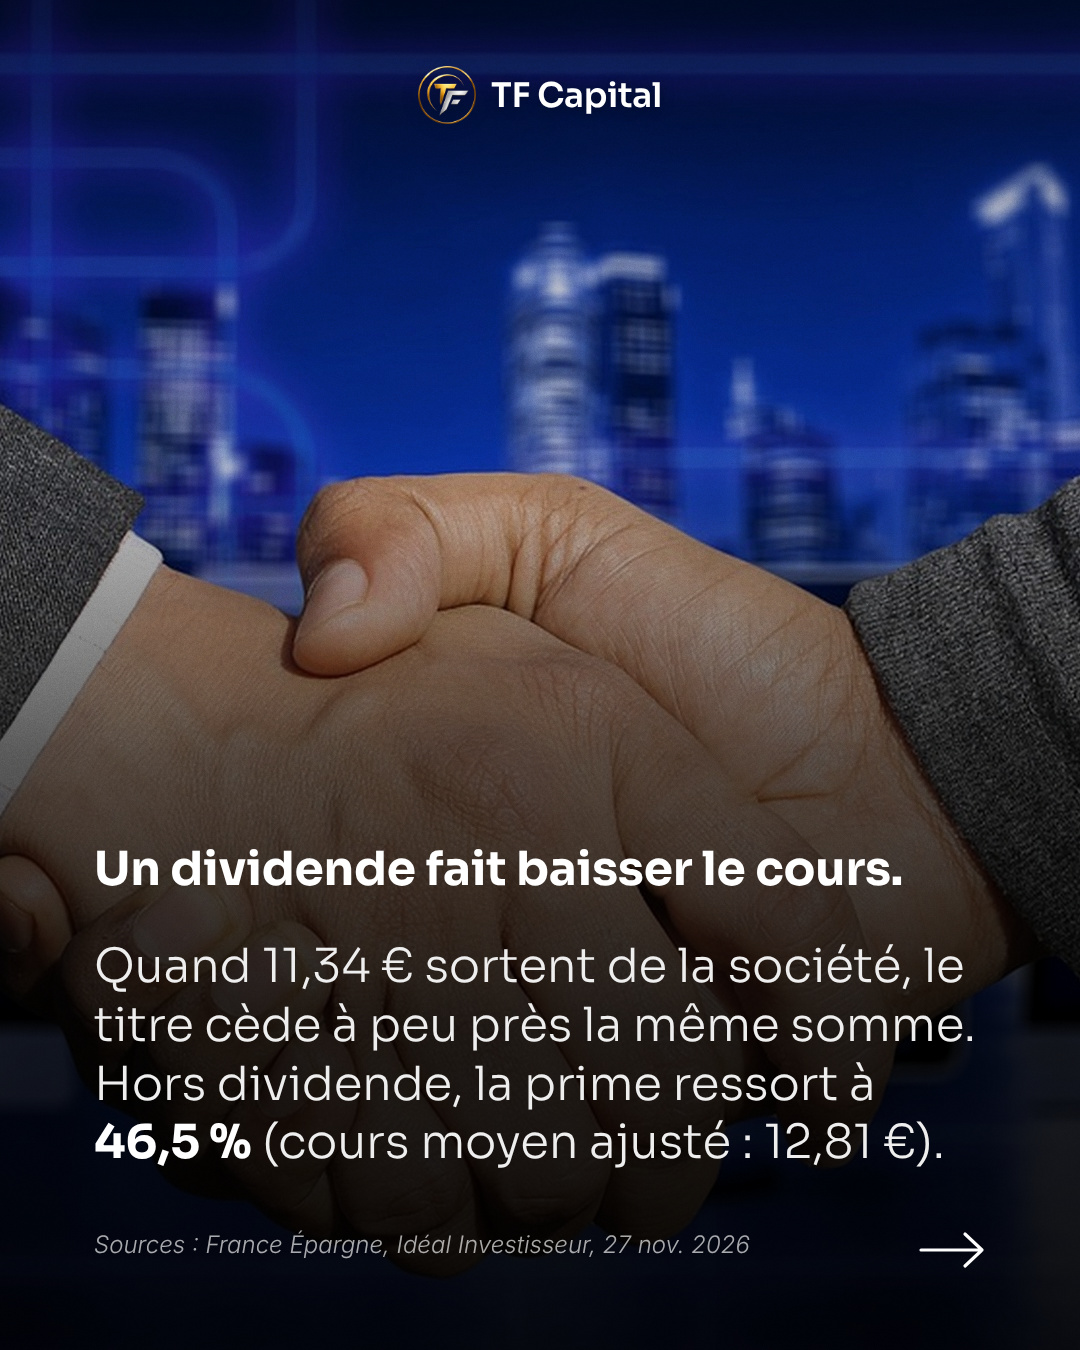 TF Capital
Un dividende fait baisser le cours.
Quand 11,34 € sortent de la société, le
titre cède à peu près la même somme.
Hors dividende, la prime ressort à
46,5 % (cours moyen ajusté : 12,81 €).
Sources : France Épargne, Idéal Investisseur, 27 nov. 2026